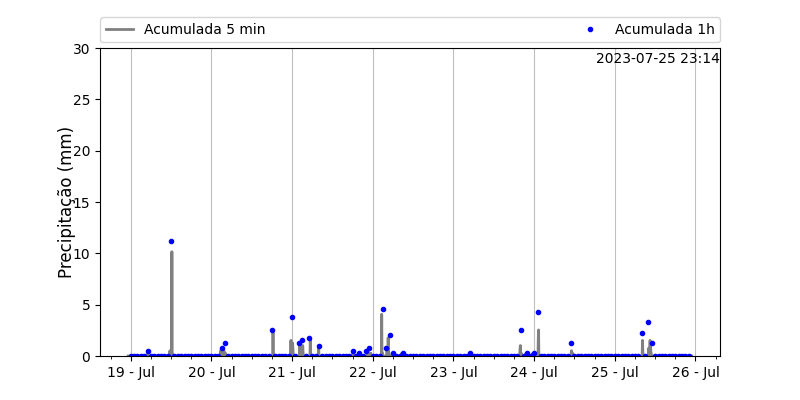 Acumulada 5 min
Acumulada 1h
2023-07-25 23:14
Precipitação (mm)
30
25
20
15
10
5
0
19 - Jul
20 - Jul
21 - Jul
22 - Jul
23 - Jul
24 - Jul
25 - Jul
26 - Jul